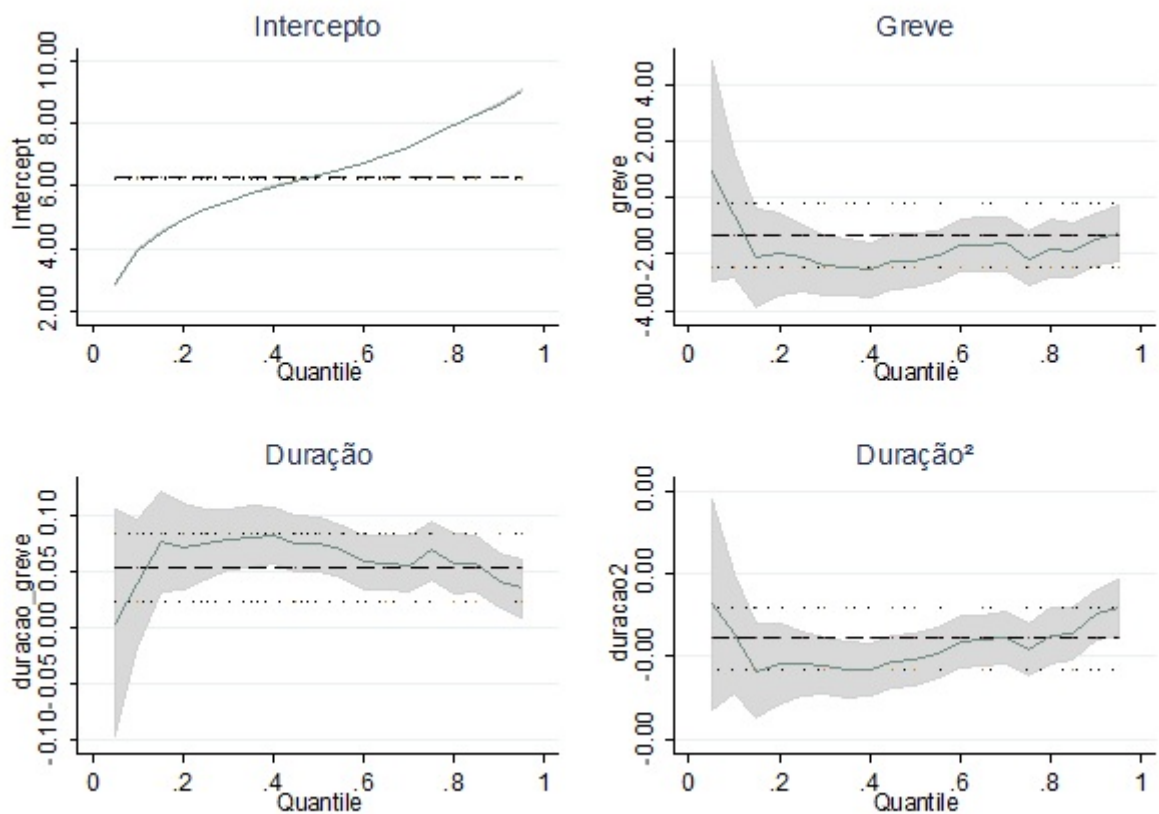 Intercepto
Intercept
10.00
8.00
6.00
4.00
2.00
0 .2 .4 .6 .8 1
Quantile
Greve
greve
4.00
2.00
0.00
-2.00
-4.00
0 .2 .4 .6 .8 1
Quantile
Duração
duracao_greve
0.10
0.05
0.00
-0.05
-0.10
0 .2 .4 .6 .8 1
Quantile
Duração²
duracao2
0.00
0.00
-0.00
-0.00
0 .2 .4 .6 .8 1
Quantile